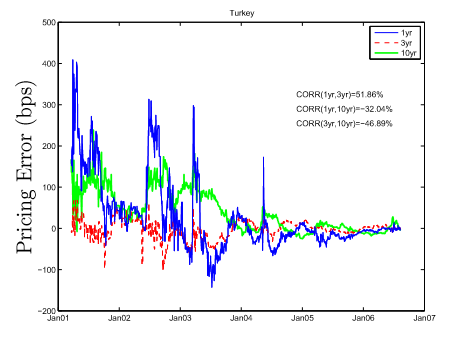 Turkey
500
400
300
200
100
0
−100
−200
Pricing Error (bps)
1yr
3yr
10yr
CORR(1yr,3yr)=51.86%
CORR(1yr,10yr)=−32.04%
CORR(3yr,10yr)=−46.89%
Jan01 Jan02 Jan03 Jan04 Jan05 Jan06 Jan07